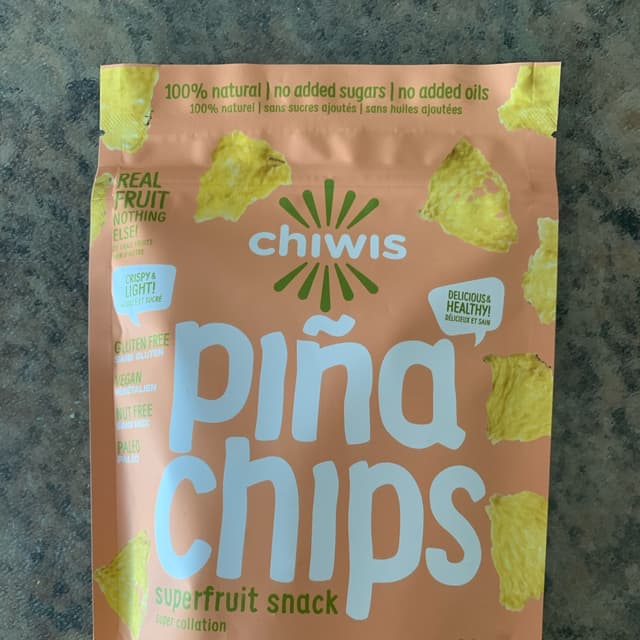 100% natural | no added sugars | no added oils
100% naturel | sans sucres ajoutés | sans huiles ajoutées
REAL
FRUIT
NOTHING
ELSE!
chiwis
CRISPY &
LIGHT!
DELICIOUS &
HEALTHY!
DÉLICIEUX ET SAIN
GLUTEN FREE
VEGAN
NUT FREE
PALEO
piña
chips
superfruit snack
super collation